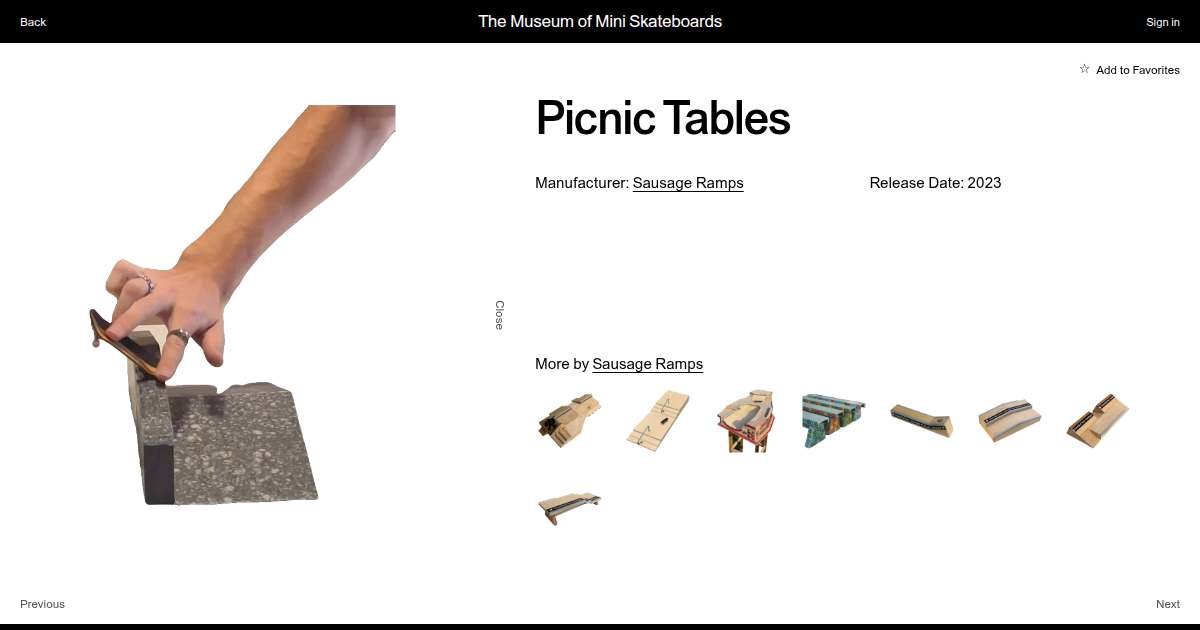 Back
The Museum of Mini Skateboards
Sign in
☆ Add to Favorites
Picnic Tables
Manufacturer: Sausage Ramps
Release Date: 2023
Close
More by Sausage Ramps
Previous
Next